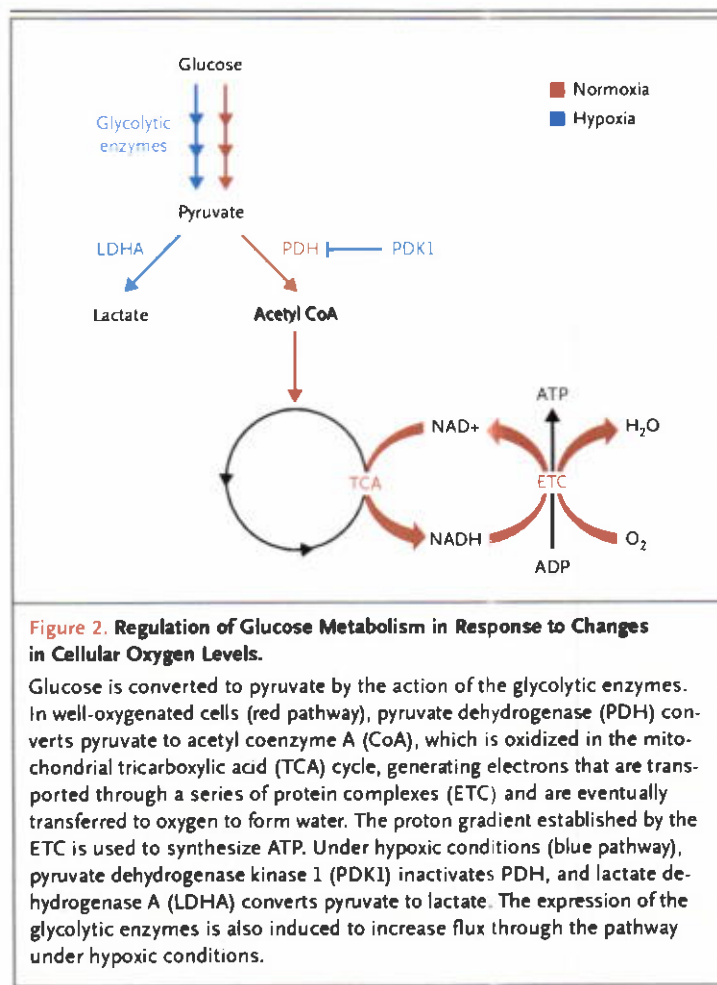 Glucose
Normoxia
Hypoxia
Glycolytic
enzymes
Pyruvate
LDHA
PDH
PDK1
Lactate
Acetyl CoA
ATP
NAD+
H₂O
TCA
ETC
NADH
O₂
ADP
Figure 2. Regulation of Glucose Metabolism in Response to Changes
in Cellular Oxygen Levels.
Glucose is converted to pyruvate by the action of the glycolytic enzymes.
In well-oxygenated cells (red pathway), pyruvate dehydrogenase (PDH) con-
verts pyruvate to acetyl coenzyme A (CoA), which is oxidized in the mito-
chondrial tricarboxylic acid (TCA) cycle, generating electrons that are trans-
ported through a series of protein complexes (ETC) and are eventually
transferred to oxygen to form water. The proton gradient established by the
ETC is used to synthesize ATP. Under hypoxic conditions (blue pathway),
pyruvate dehydrogenase kinase 1 (PDK1) inactivates PDH, and lactate de-
hydrogenase A (LDHA) converts pyruvate to lactate. The expression of the
glycolytic enzymes is also induced to increase flux through the pathway
under hypoxic conditions.